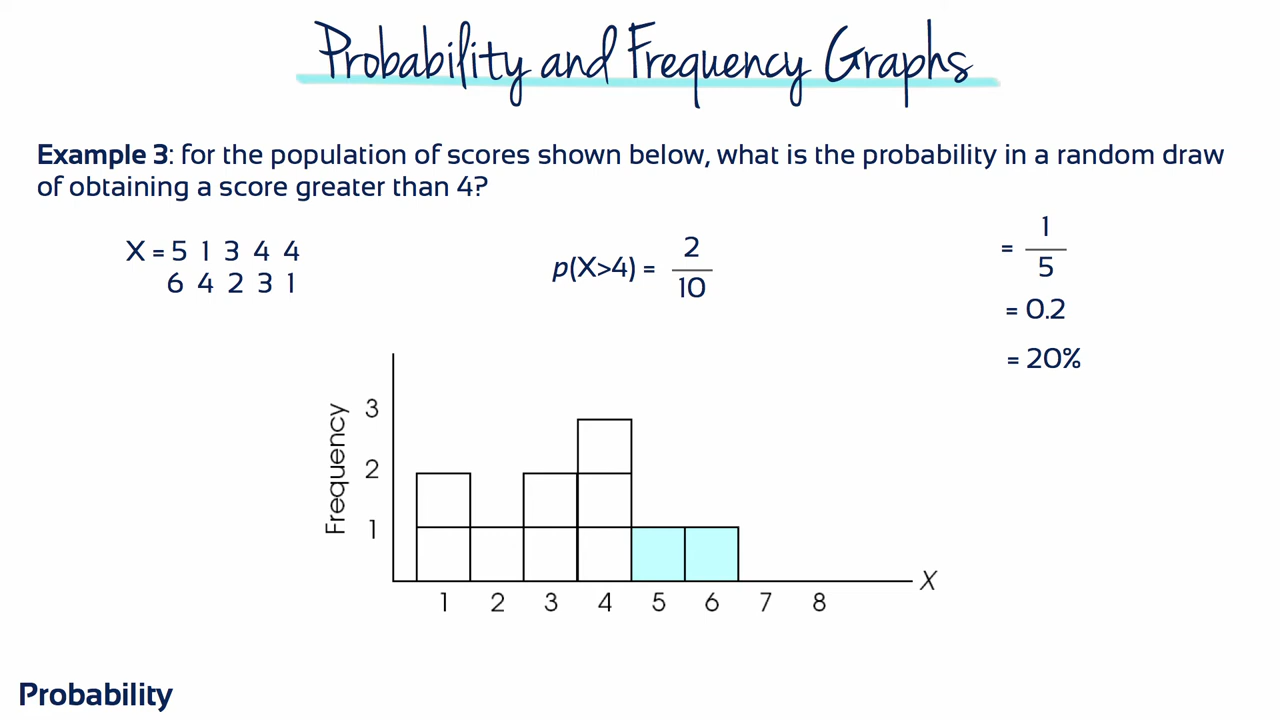 Probability and Frequency Graphs
Example 3: for the population of scores shown below, what is the probability in a random draw
of obtaining a score greater than 4?
X = 5 1 3 4 4
6 4 2 3 1
p(X>4) = 2/10
= 1/5
= 0.2
= 20%
Frequency
3
2
1
1 2 3 4 5 6 7 8
X
Probability